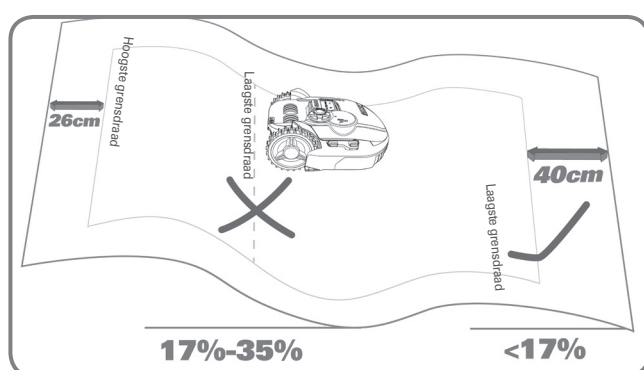 Hoogste grensdraad
26cm
Laagste grensdraad
Laagste grensdraad
40cm
17%-35%
<17%